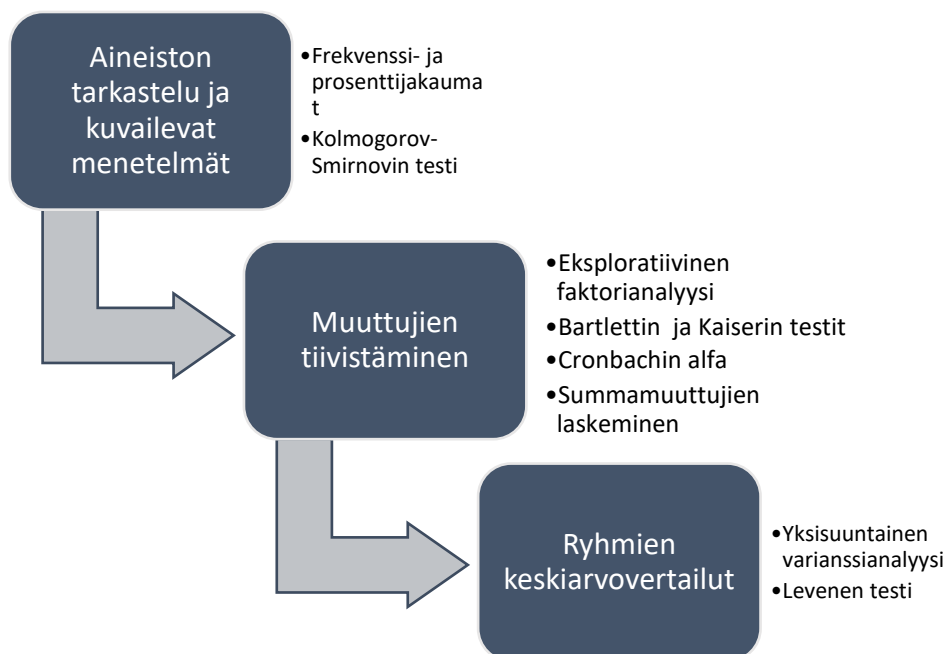 Aineiston
tarkastelu ja
kuvailevat
menetelmät
•Frekvenssi- ja
prosenttijakauma
t
•Kolmogorov-
Smirnovin testi
Muuttujien
tiivistäminen
•Eksploratiivinen
faktorianalyysi
•Bartlettin ja Kaiserin testit
•Cronbachin alfa
•Summamuuttujien
laskeminen
Ryhmien
keskiarvovertailut
•Yksisuuntainen
varianssianalyysi
•Levenen testi